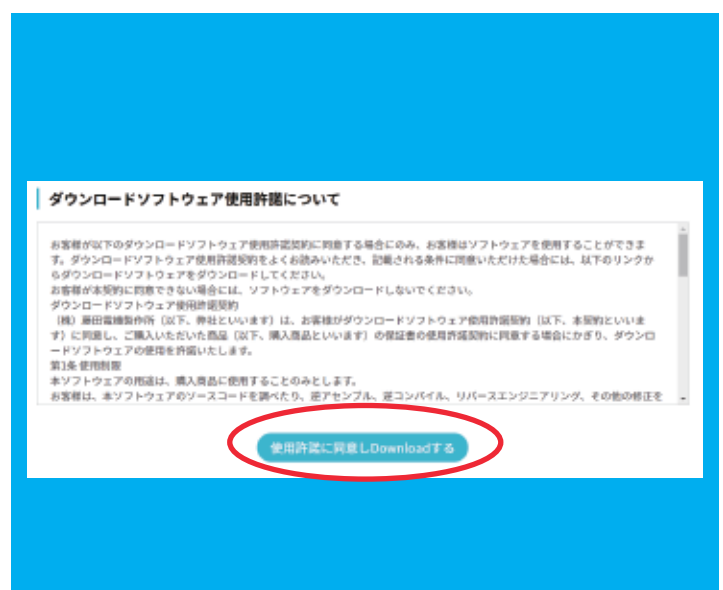 ダウンロードソフトウェア使用許諾について
お客様が以下のダウンロードソフトウェア使用許諾契約に同意する場合にのみ、お客様はソフトウェアを使用することができま
す。ダウンロードソフトウェア使用許諾契約をよくお読みいただき、記載される条件に同意いただけた場合には、以下のリンクか
らダウンロードソフトウェアをダウンロードしてください。
お客様が本契約に同意できない場合には、ソフトウェアをダウンロードしないでください。
ダウンロードソフトウェア使用許諾契約
(株) 藤田電機製作所（以下、弊社といいます）は、お客様がダウンロードソフトウェア使用許諾契約（以下、本契約といいま
す）に同意し、ご購入いただいた商品（以下、購入商品といいます）の保証書の使用許諾契約に同意する場合にかぎり、ダウンロ
ードソフトウェアの使用を許諾いたします。
第1条 使用制限
本ソフトウェアの用途は、購入商品に使用することのみとします。
お客様は、本ソフトウェアのソースコードを調べたり、逆アセンブル、逆コンパイル、リバースエンジニアリング、その他の修正を
使用許諾に同意しDownloadする